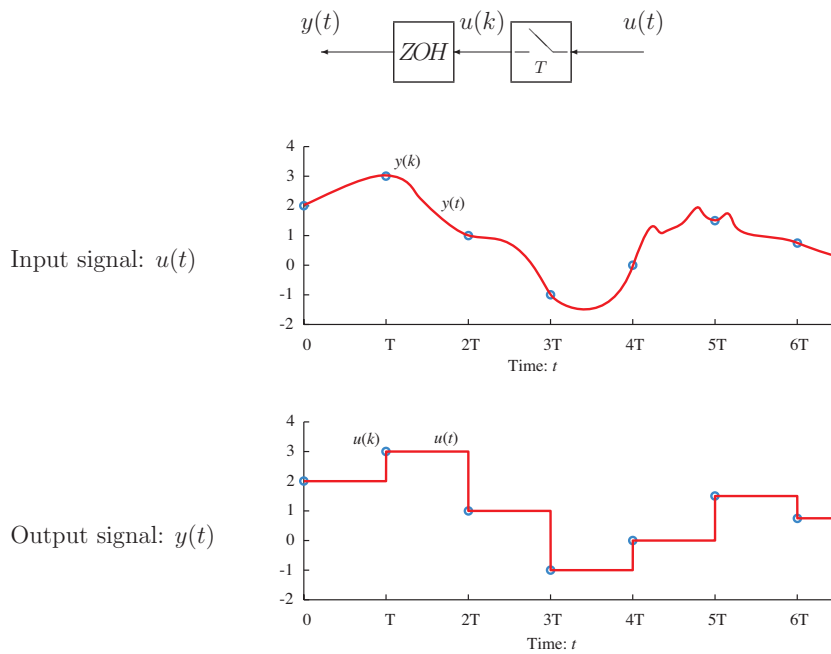 y(t) u(k) u(t)
ZOH
T
4
3
2
1
0
-1
-2
y(k)
y(t)
Input signal: u(t)
0 T 2T 3T 4T 5T 6T
Time: t
4
3
2
1
0
-1
-2
u(k) u(t)
Output signal: y(t)
0 T 2T 3T 4T 5T 6T
Time: t